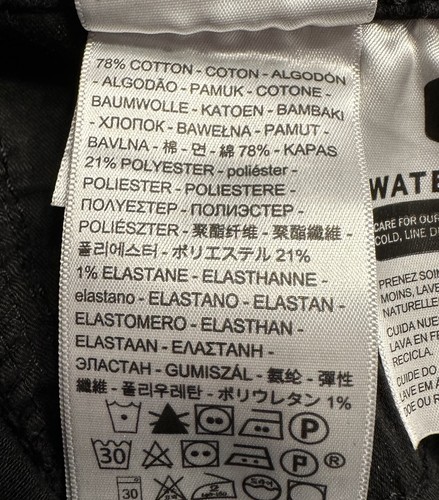 78% COTTON - COTON - ALGODÓN
- ALGODÃO - PAMUK - COTONE -
BAUMWOLLE - KATOEN - BAMBAKI
- ХЛОПОК - BAWEŁNA - PAMUT -
BAVLNA - 棉 - 면 - 綿 78% - KAPAS
21% POLYESTER - poliéster -
POLIESTER - POLIESTERE -
ΠΟΛΥΕΣΤΕΡ - ПОЛИЭСТЕР -
POLIÉSZTER - 聚酯纤维 - 聚酯纖維 -
폴리에스터 - ポリエステル 21%
1% ELASTANE - ELASTHANNE -
elastano - ELASTANO - ELASTAN -
ELASTOMERO - ELASTHAN -
ELASTAAN - ΕΛΑΣΤΑΝΗ -
ЭЛАСТАН - GUMISZÁL - 氨纶 - 彈性
纖維 - 폴리우레탄 - ポリウレタン 1%
P
30 P ®
30
WATE
CARE FOR OUR
COLD, LINE D
PRENEZ SOIN
MOINS, LAVE
NATURELLE
CUIDA NUES
LAVA EN FR
RECICLA.
CUIDE DO
LAVE EM